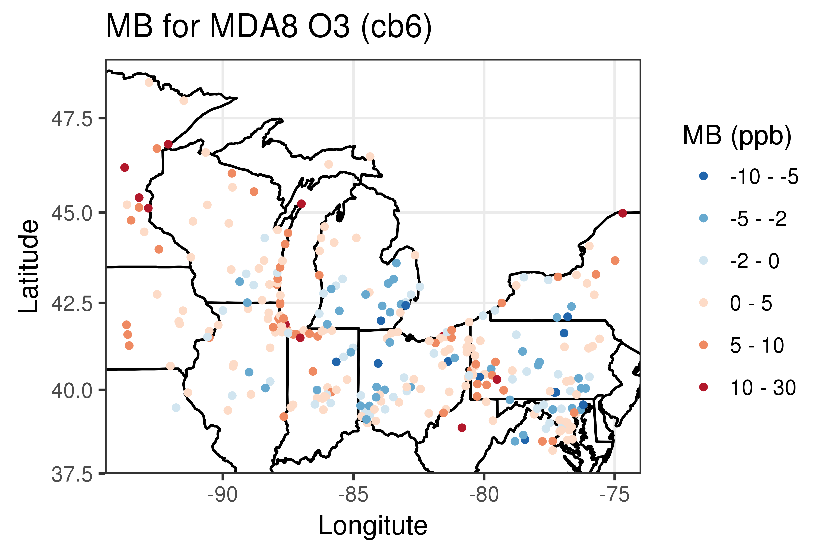 MB for MDA8 O3 (cb6)
47.5
45.0
42.5
40.0
37.5
Latitude
-90
-85
-80
-75
Longitute
MB (ppb)
-10 - -5
-5 - -2
-2 - 0
0 - 5
5 - 10
10 - 30